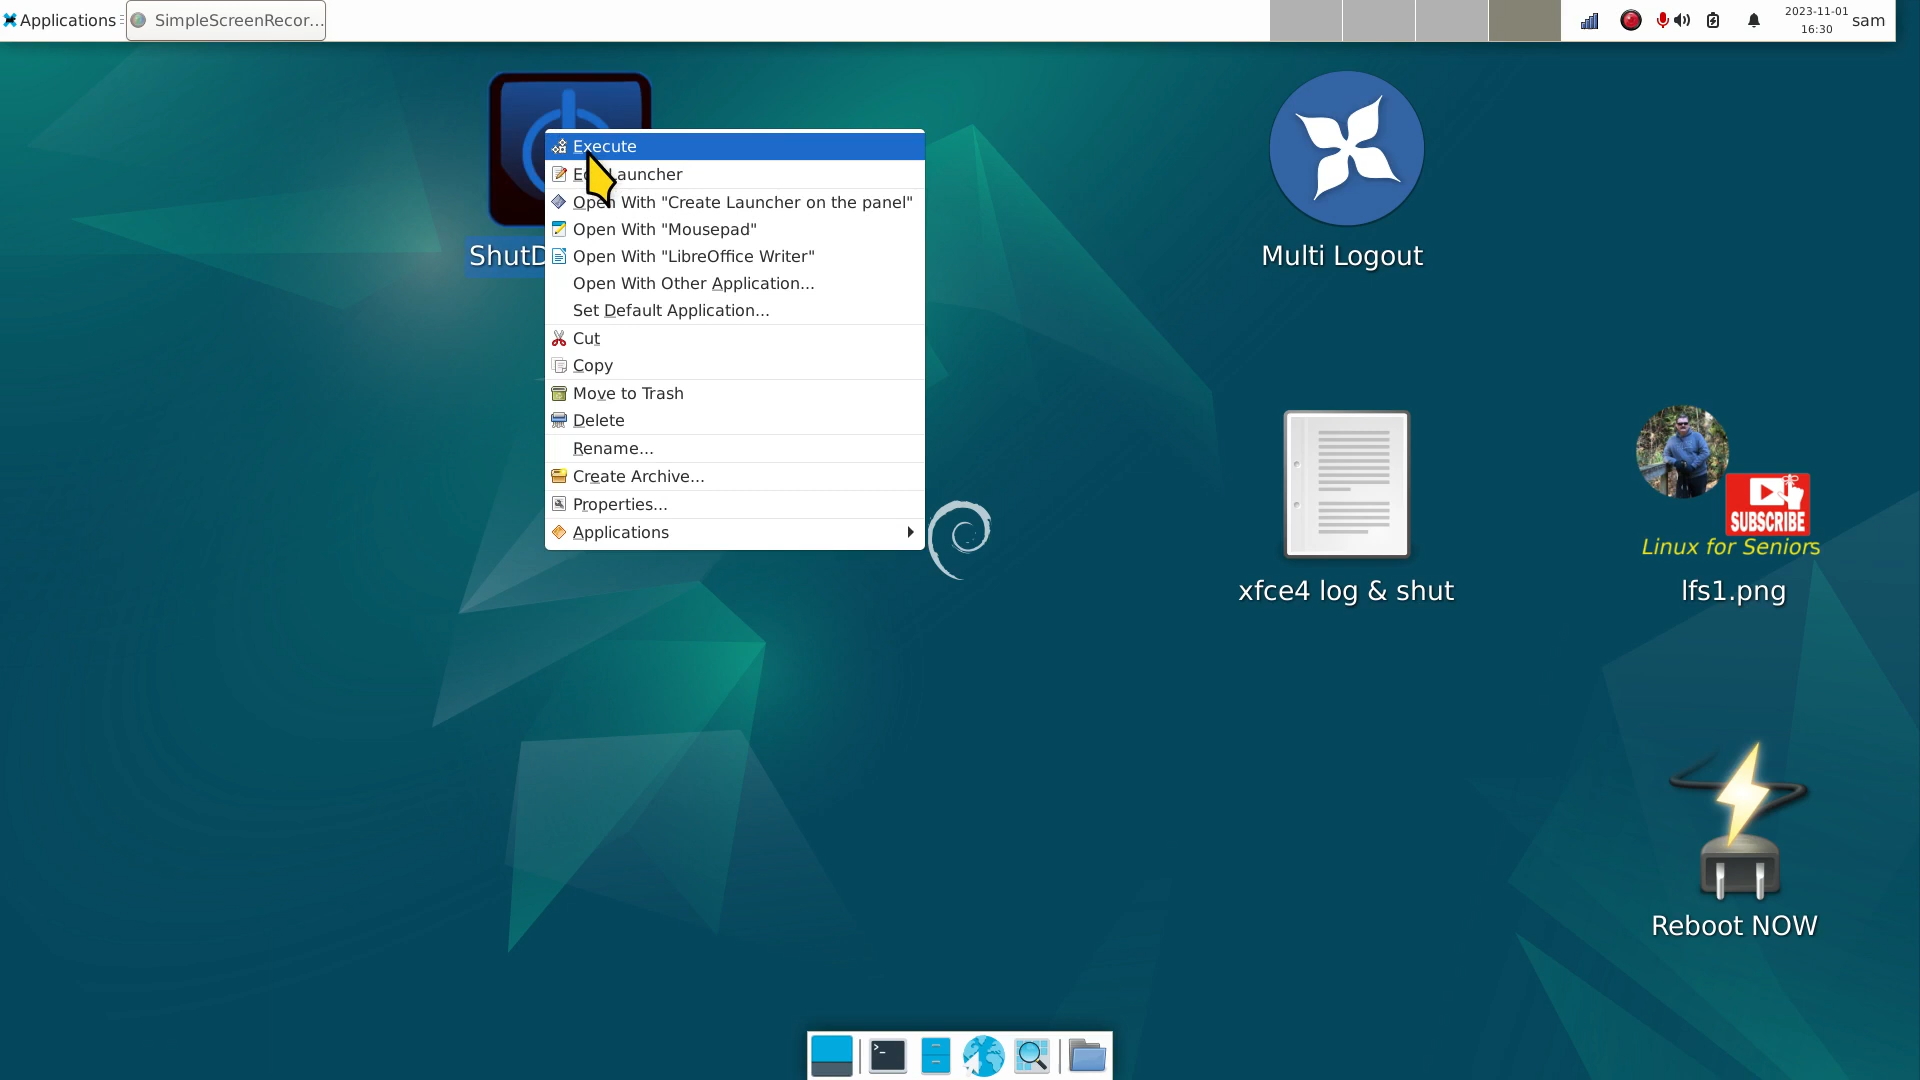 Applications
SimpleScreenRecor...
2023-11-01
16:30
sam
Execute
Launcher
Open With "Create Launcher on the panel"
Open With "Mousepad"
Open With "LibreOffice Writer"
Open With Other Application...
Set Default Application...
Cut
Copy
Move to Trash
Delete
Rename...
Create Archive...
Properties...
Applications
Multi Logout
xfce4 log & shut
SUBSCRIBE
Linux for Seniors
lfs1.png
Reboot NOW